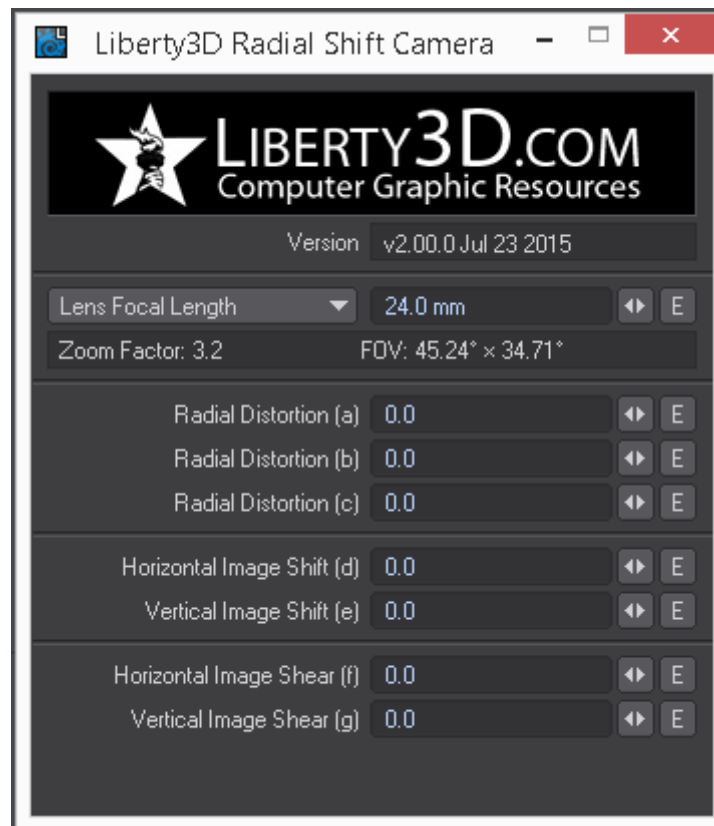 Liberty3D Radial Shift Camera
LIBERTY3D.COM
Computer Graphic Resources
Version v2.00.0 Jul 23 2015
Lens Focal Length 24.0 mm E
Zoom Factor: 3.2 FOV: 45.24° × 34.71°
Radial Distortion (a) 0.0 E
Radial Distortion (b) 0.0 E
Radial Distortion (c) 0.0 E
Horizontal Image Shift (d) 0.0 E
Vertical Image Shift (e) 0.0 E
Horizontal Image Shear (f) 0.0 E
Vertical Image Shear (g) 0.0 E